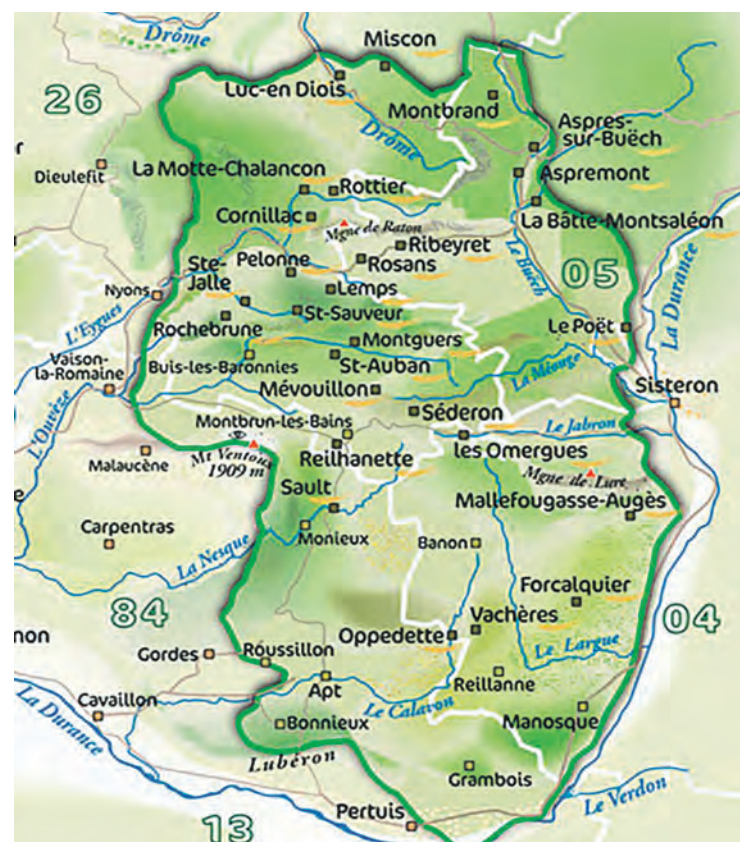 Drôme
Miscon
Luc-en Diois
26
Montbrand
Drôme
Aspres-
sur-Buëch
r
Dieulefit
La Motte-Chalancon
Rottier
Aspremont
Cornillac
Mgne de Raton
La Bâtie-Montsaléon
Ribeyret
Le Buëch
Ste-
Jalle
Pelonne
Rosans
05
La Durance
Nyons
Lemps
L'Eygues
St-Sauveur
Rochebrune
Le Poët
Montguers
Vaison-
la-Romaine
Buis-les-Baronnies
St-Auban
La Méouge
Sisteron
Mévouillon
L'Ouvèze
Séderon
Montbrun-les-Bains
Le Jabron
Malaucène
Mt Ventoux
1909 m
Reilhanette
les Omergues
Mgne de Lure
Sault
Mallefougasse-Augès
Carpentras
Monieux
Banon
La Nesque
e
Forcalquier
84
Vachères
04
non
Oppedette
Gordes
Roussillon
Le Largue
Apt
Reillanne
La Durance
Cavaillon
Le Calavon
Bonnieux
Manosque
Lubéron
Grambois
Le Verdon
Pertuis
13